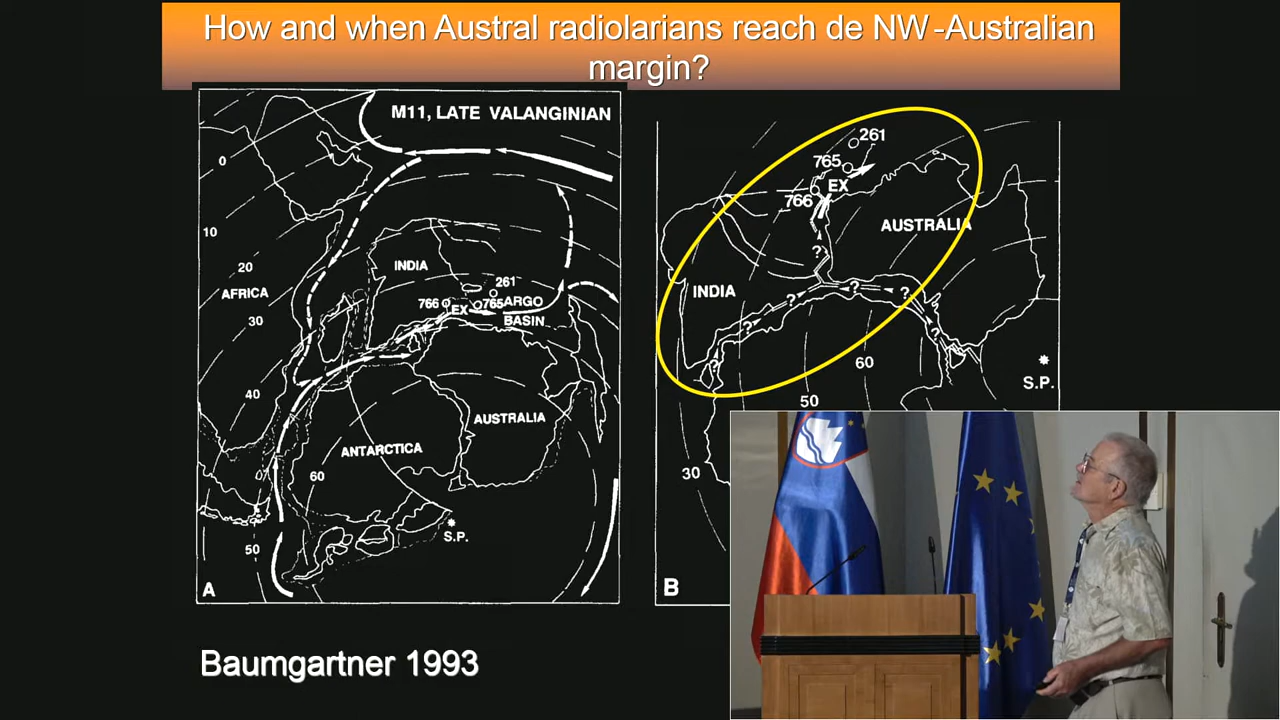 How and when Austral radiolarians reach de NW-Australian
margin?
M11, LATE VALANGINIAN
0
10
20
AFRICA
30
40
50
INDIA
261
766
EX
765 ARGO
BASIN
AUSTRALIA
ANTARCTICA
60
0
S.P.
A
261
765
EX
766
AUSTRALIA
?
INDIA
?
?
?
?
?
60
S.P.
50
30
B
Baumgartner 1993